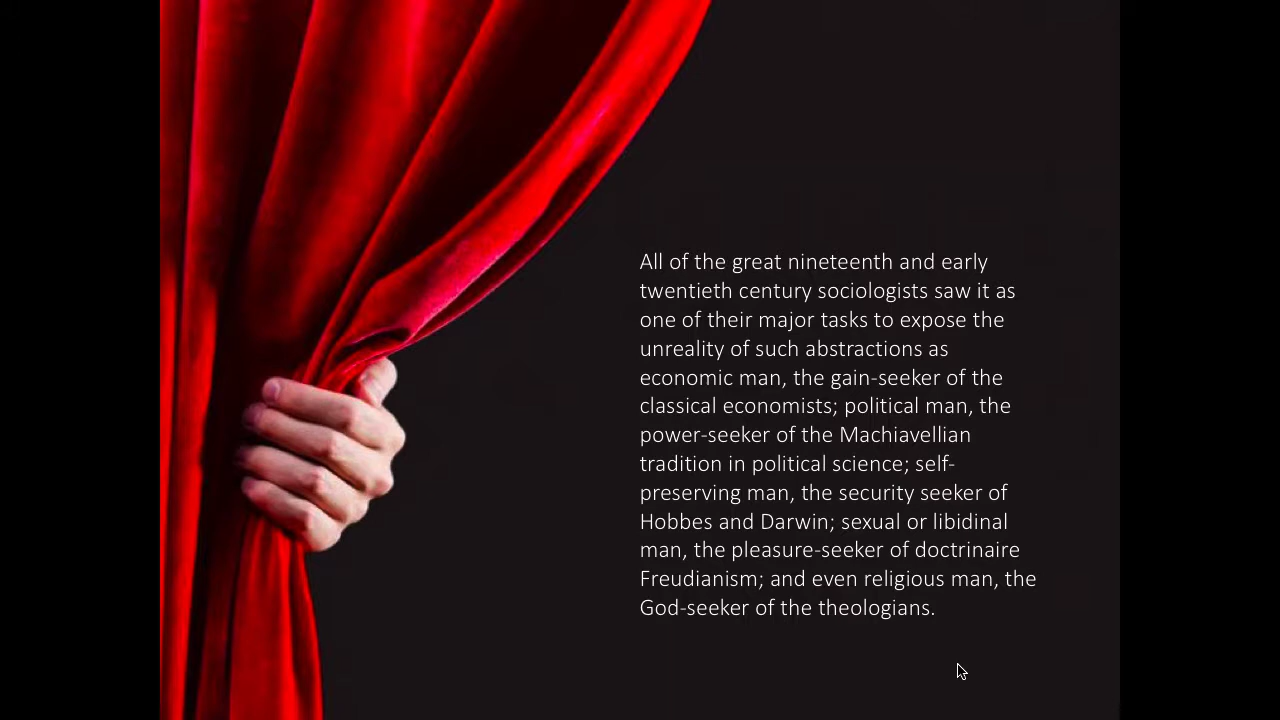 All of the great nineteenth and early
twentieth century sociologists saw it as
one of their major tasks to expose the
unreality of such abstractions as
economic man, the gain-seeker of the
classical economists; political man, the
power-seeker of the Machiavellian
tradition in political science; self-
preserving man, the security seeker of
Hobbes and Darwin; sexual or libidinal
man, the pleasure-seeker of doctrinaire
Freudianism; and even religious man, the
God-seeker of the theologians.